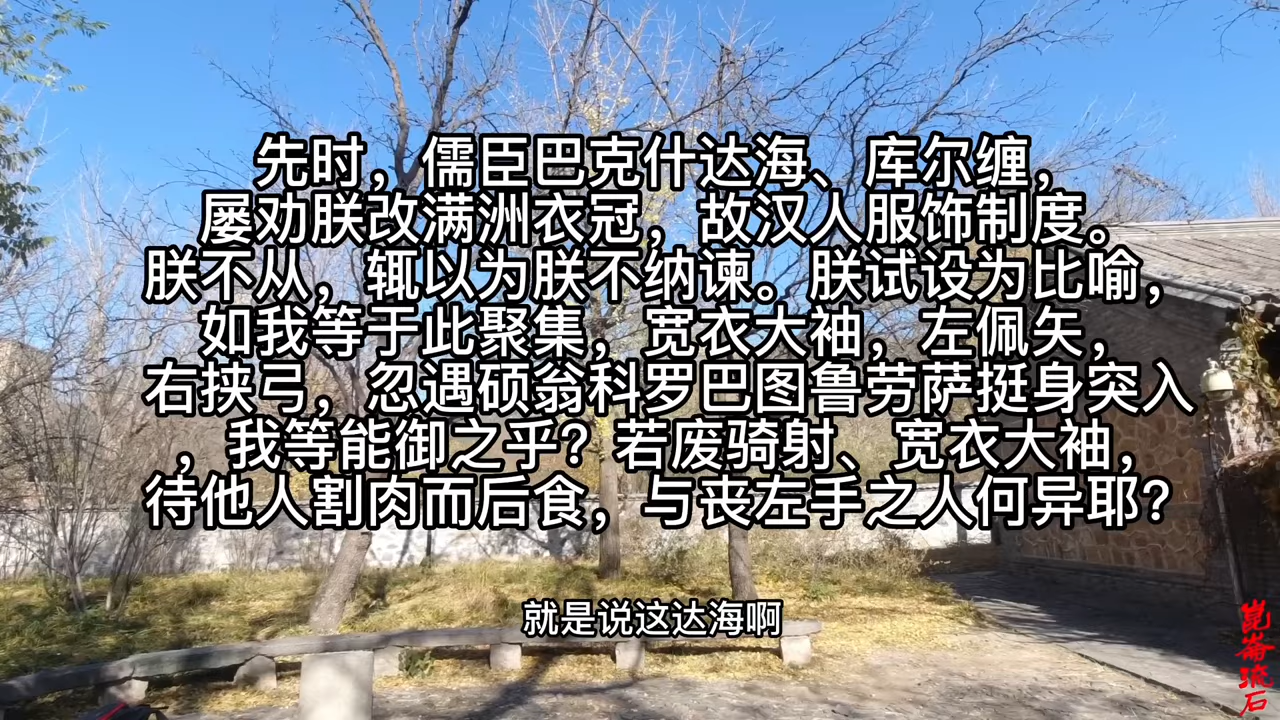 先时，儒臣巴克什达海、库尔缠，
屡劝朕改满洲衣冠，故汉人服饰制度。
朕不从，辄以为朕不纳谏。朕试设为比喻，
如我等于此聚集，宽衣大袖，左佩矢，
右挟弓，忽遇硕翁科罗巴图鲁劳萨挺身突入
，我等能御之乎？若废骑射、宽衣大袖，
待他人割肉而后食，与丧左手之人何异耶？
就是说这达海啊
崑崙流石